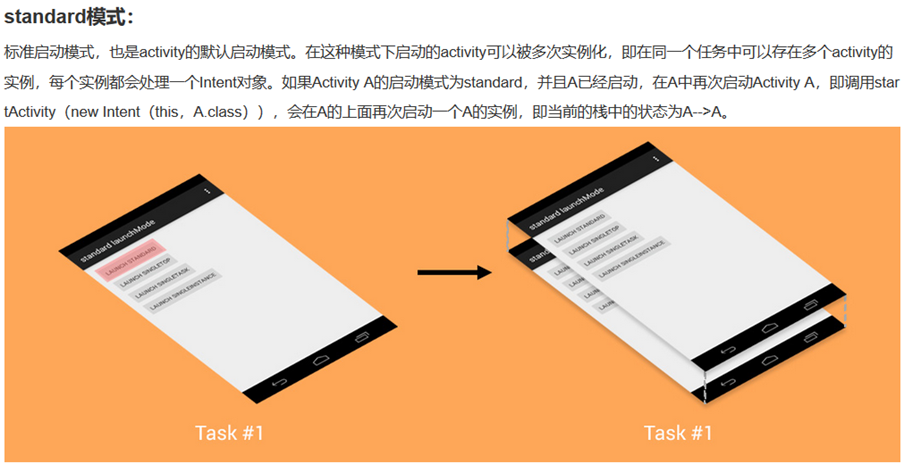 standard模式：
标准启动模式，也是activity的默认启动模式。在这种模式下启动的activity可以被多次实例化，即在同一个任务中可以存在多个activity的
实例，每个实例都会处理一个Intent对象。如果Activity A的启动模式为standard，并且A已经启动，在A中再次启动Activity A，即调用star
tActivity（new Intent（this，A.class）），会在A的上面再次启动一个A的实例，即当前的栈中的状态为A-->A。
standard launchMode
LAUNCH STANDARD
LAUNCH SINGLETOP
LAUNCH SINGLETASK
LAUNCH SINGLEINSTANCE
Task #1
standard launchMode
LAUNCH STANDARD
LAUNCH SINGLETOP
LAUNCH SINGLETASK
LAUNCH SINGLEINSTANCE
Task #1